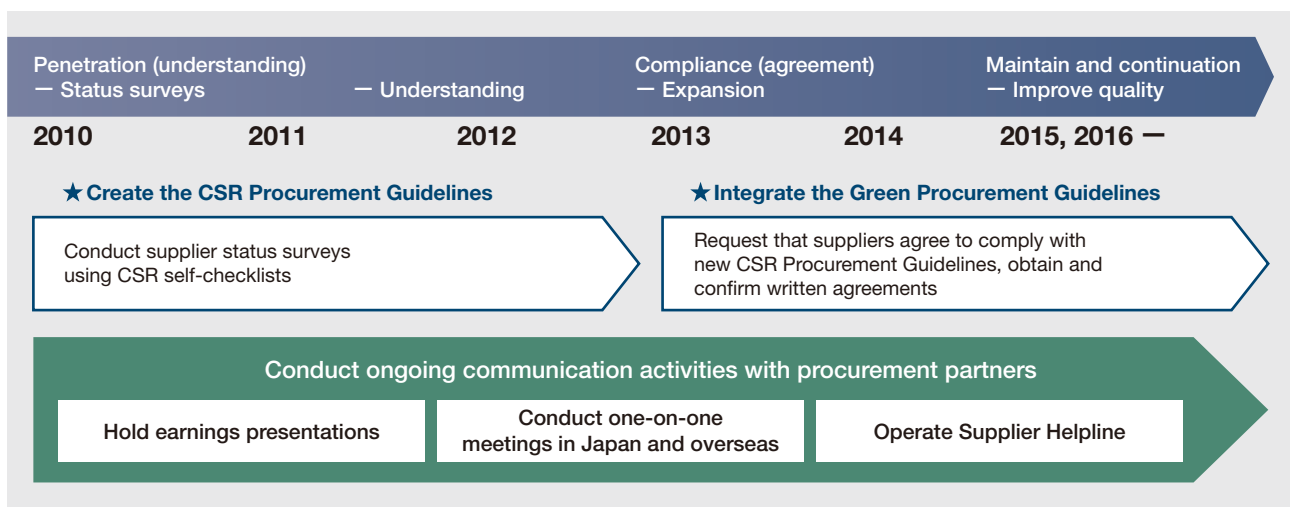 Penetration (understanding)
— Status surveys
— Understanding
Compliance (agreement)
— Expansion
Maintain and continuation
— Improve quality
2010
2011
2012
2013
2014
2015, 2016 —
★Create the CSR Procurement Guidelines
Conduct supplier status surveys
using CSR self-checklists
★Integrate the Green Procurement Guidelines
Request that suppliers agree to comply with
new CSR Procurement Guidelines, obtain and
confirm written agreements
Conduct ongoing communication activities with procurement partners
Hold earnings presentations
Conduct one-on-one
meetings in Japan and overseas
Operate Supplier Helpline